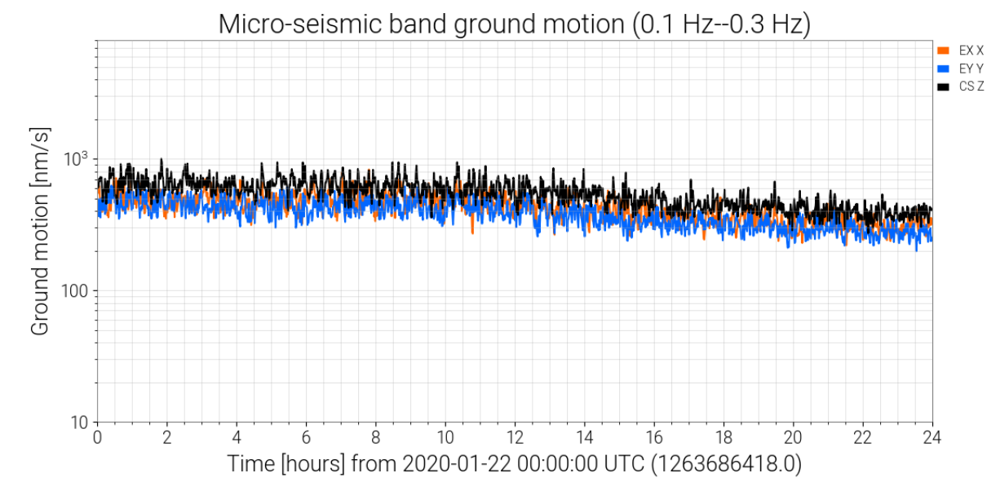 Micro-seismic band ground motion (0.1 Hz--0.3 Hz)
EX X
EY Y
CS Z
Ground motion [nm/s]
10³
100
10
0 2 4 6 8 10 12 14 16 18 20 22 24
Time [hours] from 2020-01-22 00:00:00 UTC (1263686418.0)